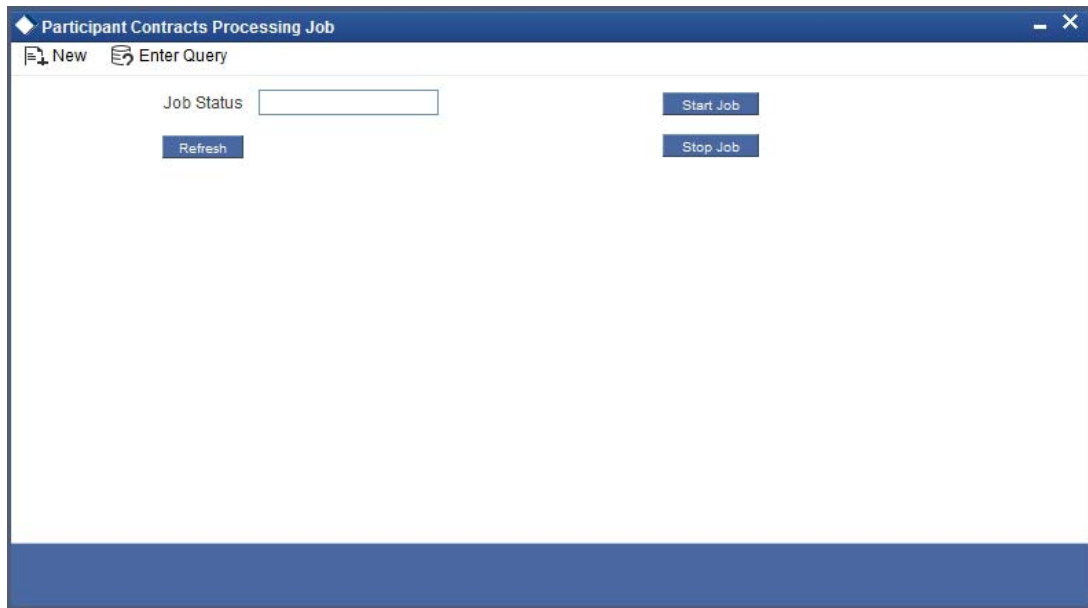 Participant Contracts Processing Job
New Enter Query
Job Status Start Job
Refresh Stop Job